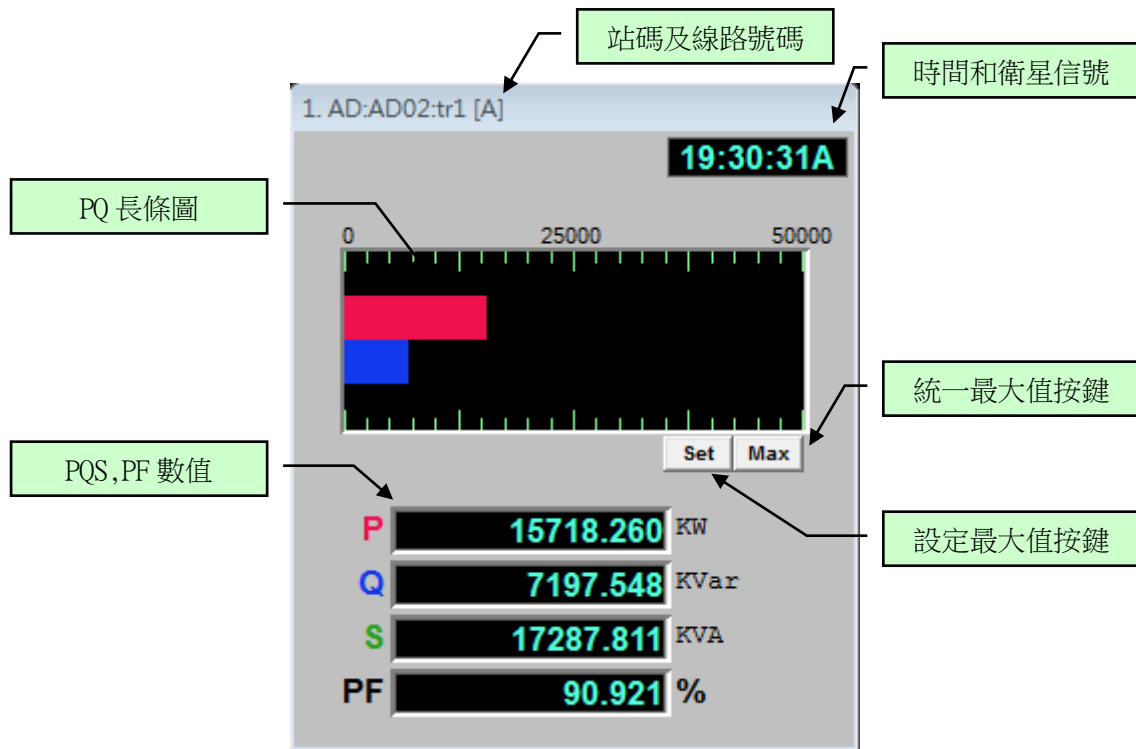 站碼及線路號碼
時間和衛星信號
1. AD:AD02:tr1 [A]
19:30:31A
PQ 長條圖
0 25000 50000
統一最大值按鍵
Set Max
PQS,PF 數值
設定最大值按鍵
P 15718.260 KW
Q 7197.548 KVar
S 17287.811 KVA
PF 90.921 %